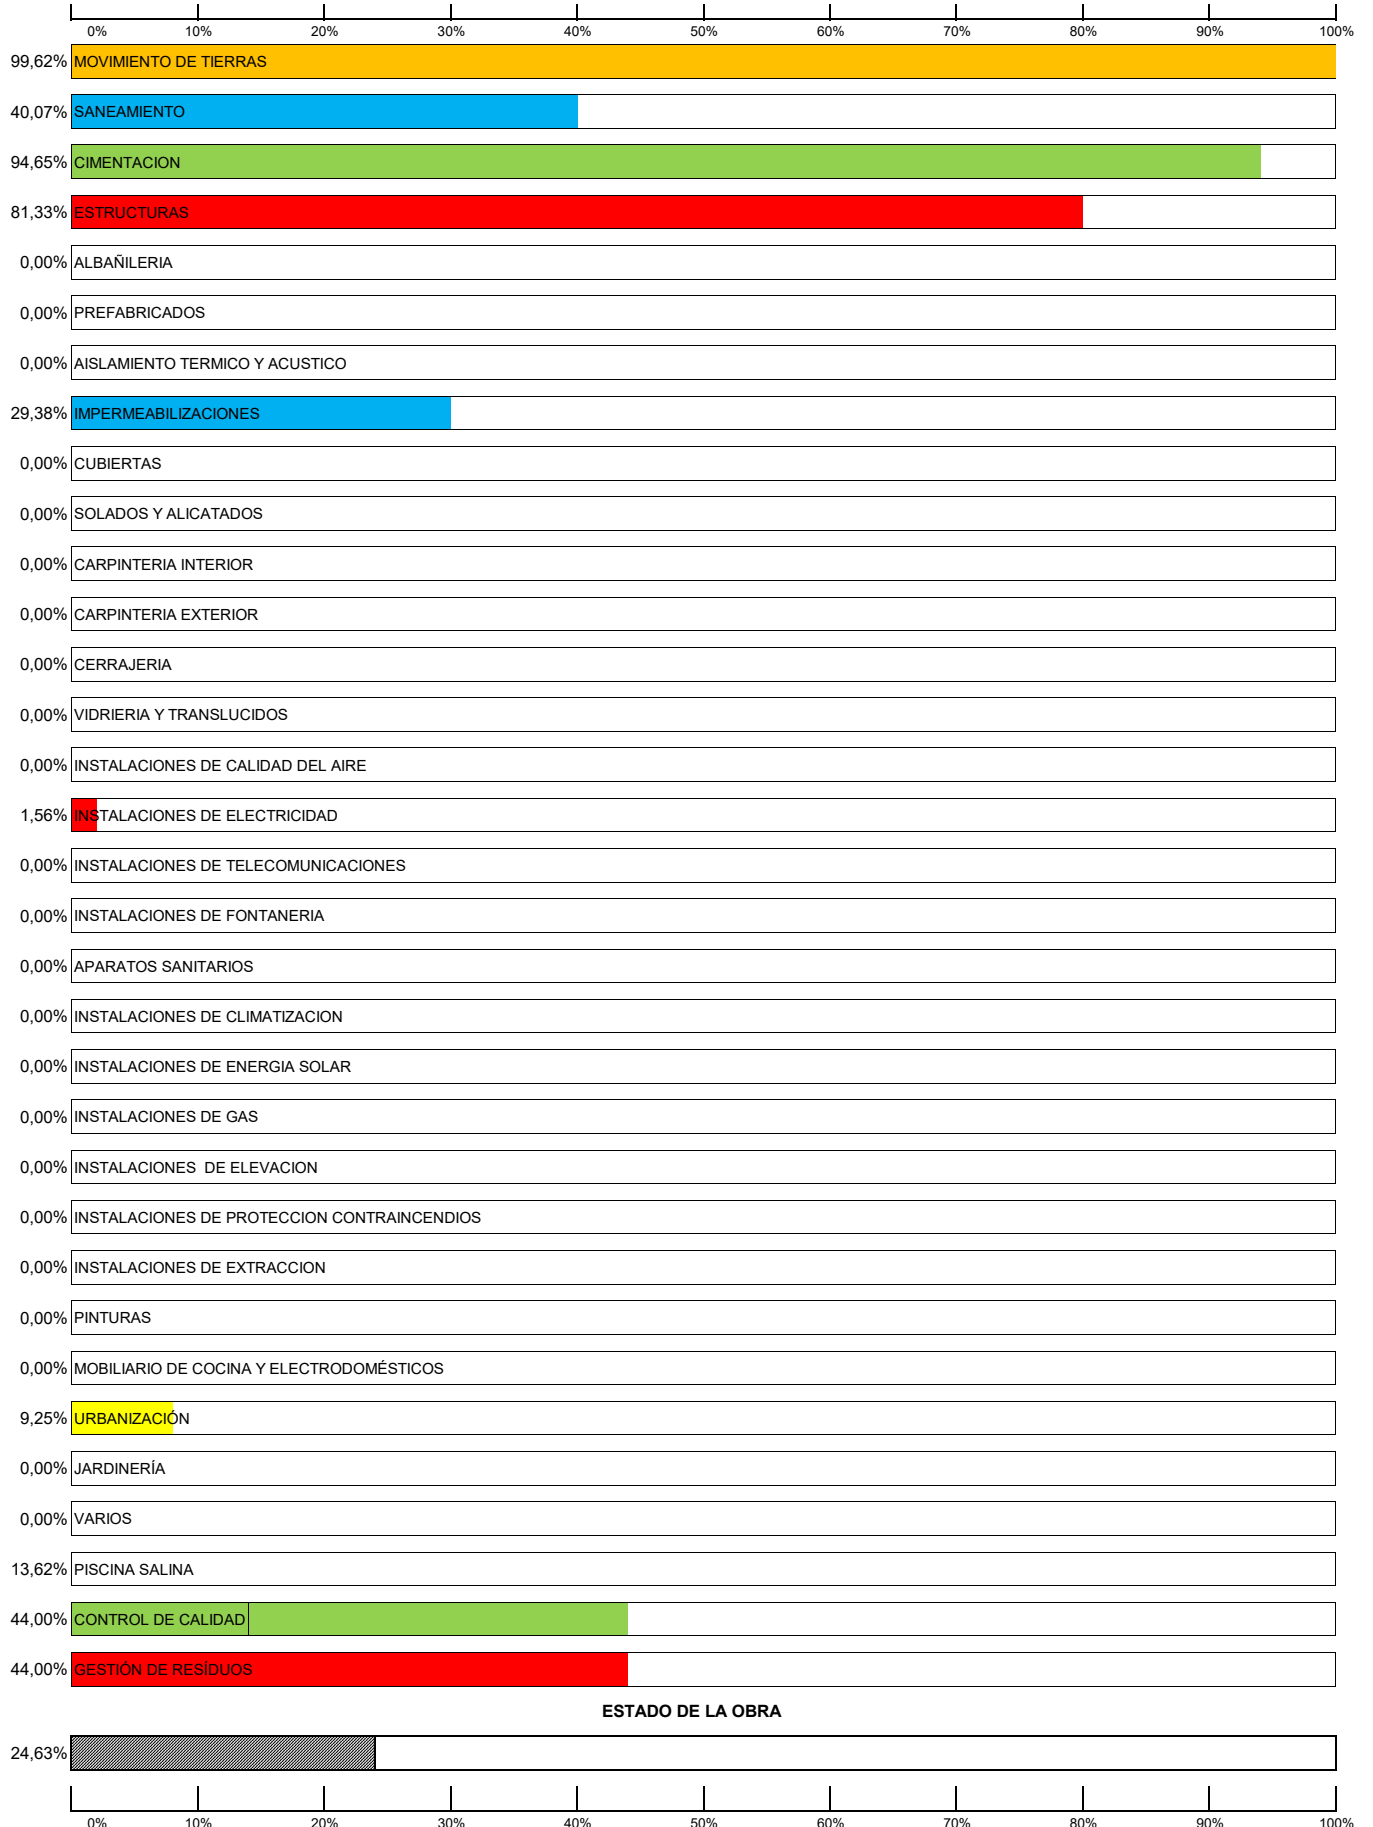 0% 10% 20% 30% 40% 50% 60% 70% 80% 90% 100%
99,62% MOVIMIENTO DE TIERRAS
40,07% SANEAMIENTO
94,65% CIMENTACION
81,33% ESTRUCTURAS
0,00% ALBAÑILERIA
0,00% PREFABRICADOS
0,00% AISLAMIENTO TERMICO Y ACUSTICO
29,38% IMPERMEABILIZACIONES
0,00% CUBIERTAS
0,00% SOLADOS Y ALICATADOS
0,00% CARPINTERIA INTERIOR
0,00% CARPINTERIA EXTERIOR
0,00% CERRAJERIA
0,00% VIDRIERIA Y TRANSLUCIDOS
0,00% INSTALACIONES DE CALIDAD DEL AIRE
1,56% INSTALACIONES DE ELECTRICIDAD
0,00% INSTALACIONES DE TELECOMUNICACIONES
0,00% INSTALACIONES DE FONTANERIA
0,00% APARATOS SANITARIOS
0,00% INSTALACIONES DE CLIMATIZACION
0,00% INSTALACIONES DE ENERGIA SOLAR
0,00% INSTALACIONES DE GAS
0,00% INSTALACIONES DE ELEVACION
0,00% INSTALACIONES DE PROTECCION CONTRAINCENDIOS
0,00% INSTALACIONES DE EXTRACCION
0,00% PINTURAS
0,00% MOBILIARIO DE COCINA Y ELECTRODOMÉSTICOS
9,25% URBANIZACIÓN
0,00% JARDINERÍA
0,00% VARIOS
13,62% PISCINA SALINA
44,00% CONTROL DE CALIDAD
44,00% GESTIÓN DE RESÍDUOS
ESTADO DE LA OBRA
24,63%
0% 10% 20% 30% 40% 50% 60% 70% 80% 90% 100%